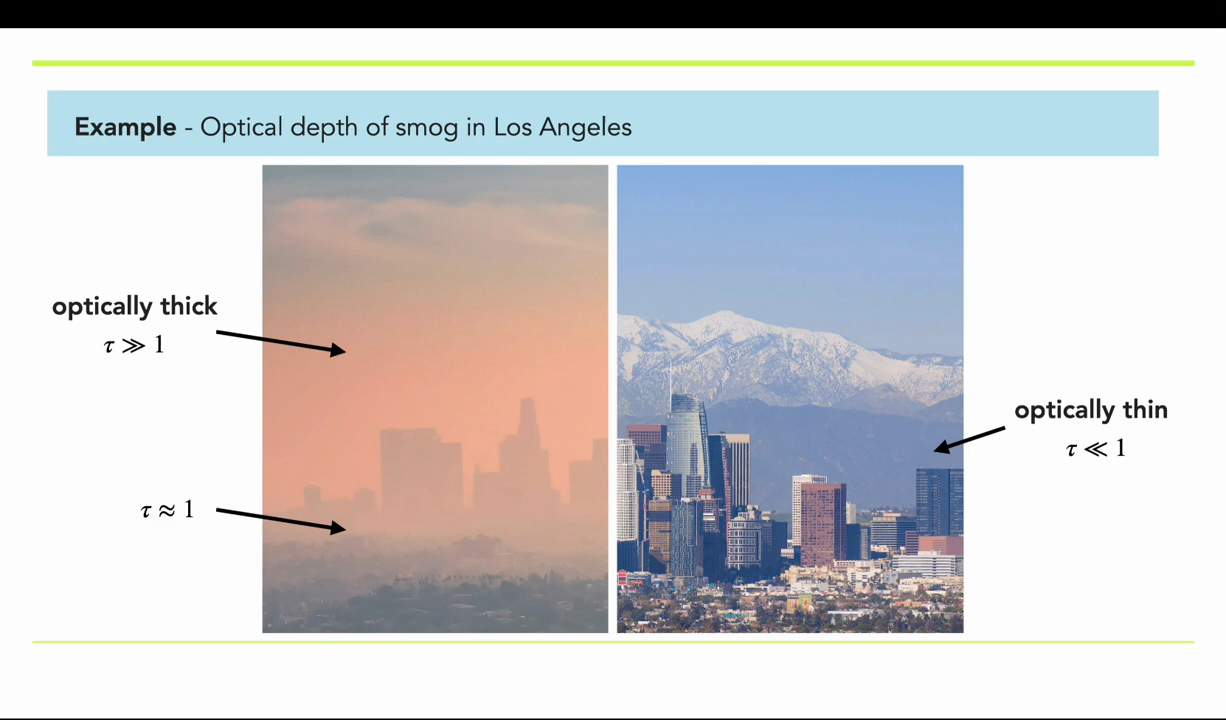 Example - Optical depth of smog in Los Angeles
optically thick
τ ≫ 1
τ ≈ 1
optically thin
τ ≪ 1